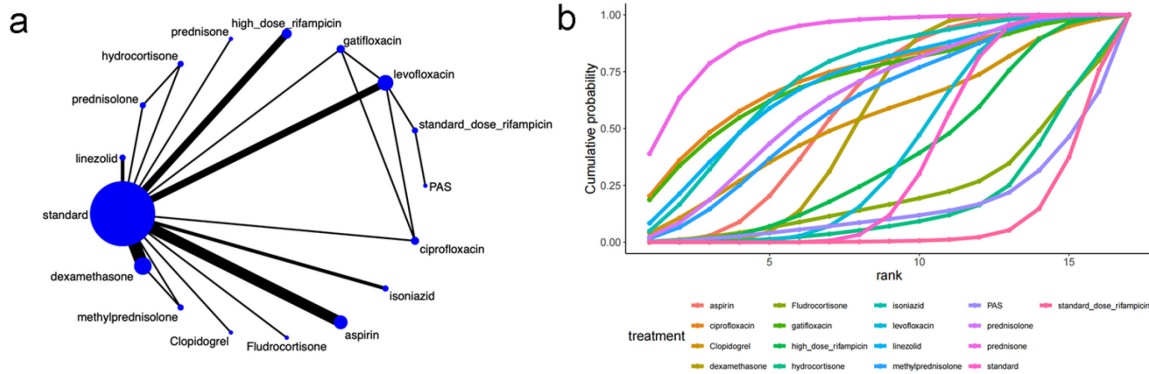 a
high_dose_rifampicin
prednisone
gatifloxacin
hydrocortisone
levofloxacin
prednisolone
standard_dose_rifampicin
linezolid
PAS
standard
ciprofloxacin
dexamethasone
isoniazid
methylprednisolone
aspirin
Clopidogrel
Fludrocortisone
b
Cumulative probability
1.00
0.75
0.50
0.25
0.00
5
10
15
rank
treatment
aspirin
ciprofloxacin
Clopidogrel
dexamethasone
Fludrocortisone
gatifloxacin
high_dose_rifampicin
hydrocortisone
isoniazid
levofloxacin
linezolid
methylprednisolone
PAS
prednisolone
prednisone
standard
standard_dose_rifampicin